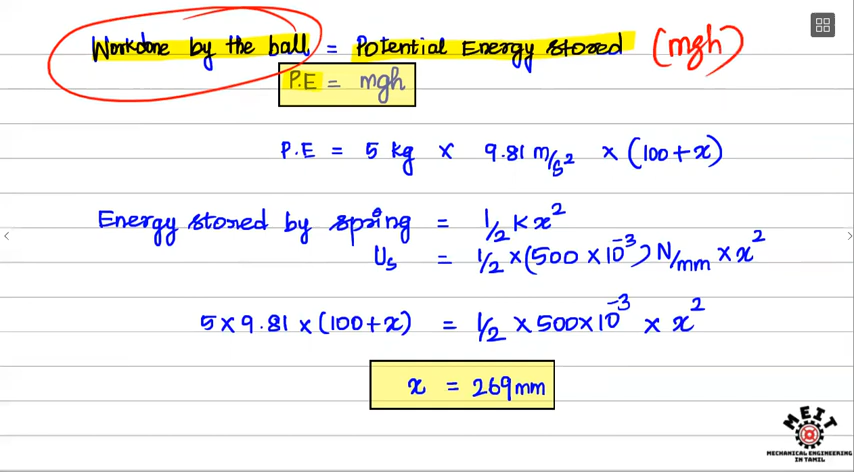 Workdone by the ball = Potential Energy stored (mgh)
P.E = mgh
P.E = 5 kg × 9.81 m/s² × (100 + x)
Energy stored by spring = 1/2 K x²
Us = 1/2 × (500 × 10⁻³) N/mm × x²
5 × 9.81 × (100 + x) = 1/2 × 500 × 10⁻³ × x²
x = 269 mm
MEIT
MECHANICAL ENGINEERING
IN TAMIL